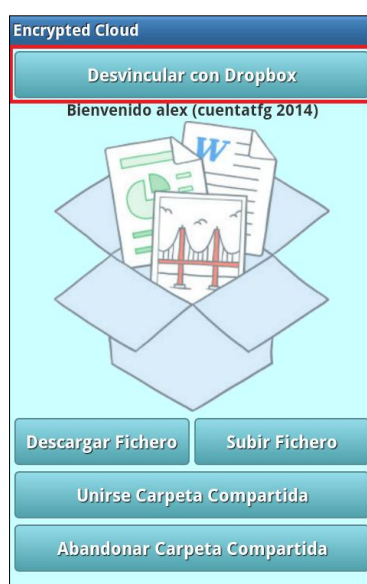 Encrypted Cloud
Desvincular con Dropbox
Bienvenido alex (cuentatfg 2014)
W
Descargar Fichero
Subir Fichero
Unirse Carpeta Compartida
Abandonar Carpeta Compartida